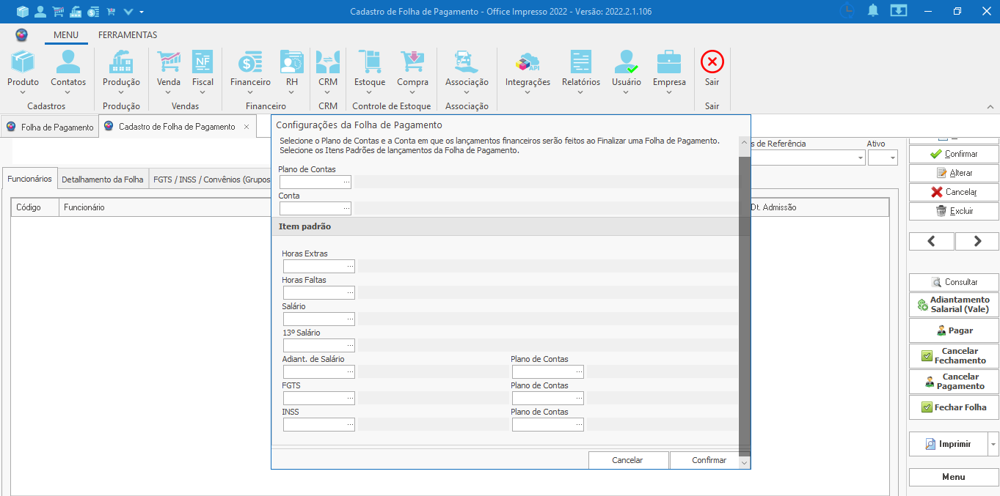 Cadastro de Folha de Pagamento - Office Impresso 2022 - Versão: 2022.2.1.106
MENU
FERRAMENTAS
Produto
Contatos
Produção
Venda
Fiscal
Financeiro
RH
CRM
Estoque
Compra
Associação
Integrações
Relatórios
Usuário
Empresa
Sair
Cadastros
Produção
Vendas
Financeiro
CRM
Controle de Estoque
Associação
Sair
Folha de Pagamento
Cadastro de Folha de Pagamento
Configurações da Folha de Pagamento
Selecione o Plano de Contas e a Conta em que os lançamentos financeiros serão feitos ao Finalizar uma Folha de Pagamento.
Selecione os Itens Padrões de lançamentos da Folha de Pagamento.
Plano de Contas
Conta
Item padrão
Horas Extras
Horas Faltas
Salário
13º Salário
Adiant. de Salário
Plano de Contas
FGTS
Plano de Contas
INSS
Plano de Contas
Cancelar
Confirmar
s de Referência
Ativo
Funcionários
Detalhamento da Folha
FGTS / INSS / Convênios (Grupos
Código
Funcionário
Dt. Admissão
Confirmar
Alterar
Cancelar
Excluir
Consultar
Adiantamento
Salarial (Vale)
Pagar
Cancelar
Fechamento
Cancelar
Pagamento
Fechar Folha
Imprimir
Menu